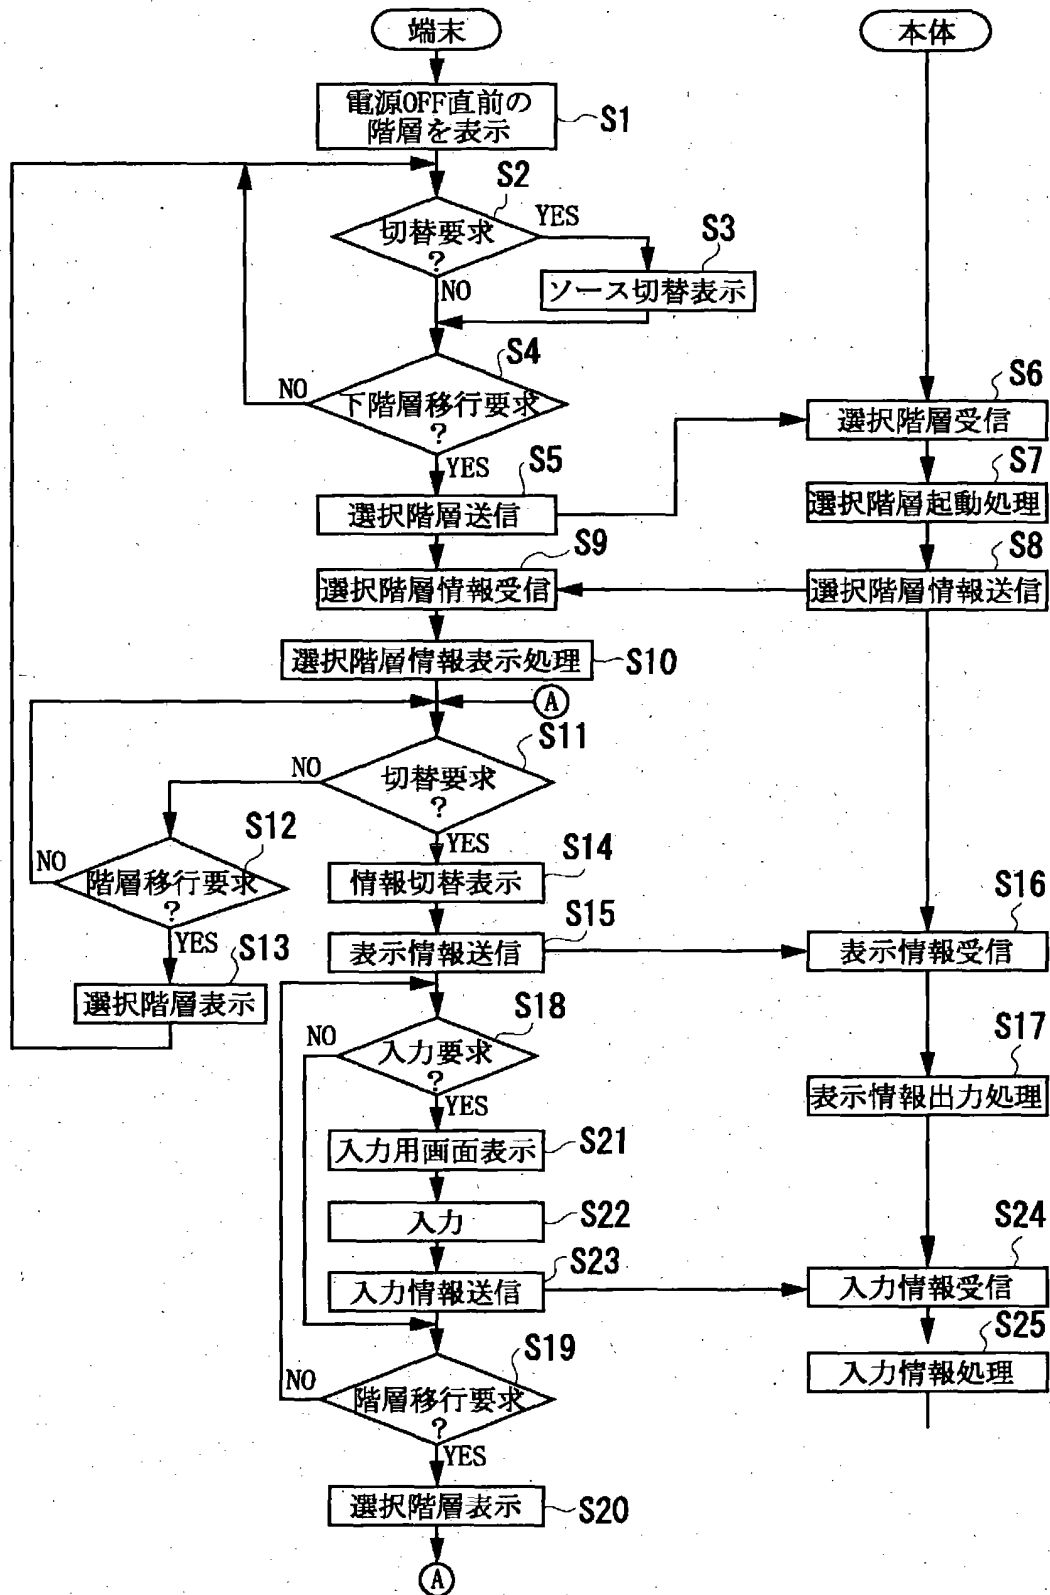 端末
本体
電源OFF直前の
階層を表示
S1
S2
切替要求
?
YES
NO
S3
ソース切替表示
S4
下階層移行要求
?
NO
YES
S5
選択階層送信
S6
選択階層受信
S7
選択階層起動処理
S8
選択階層情報送信
S9
選択階層情報受信
選択階層情報表示処理
S10
A
S11
切替要求
?
NO
YES
S12
階層移行要求
?
NO
YES
S13
選択階層表示
S14
情報切替表示
S15
表示情報送信
S16
表示情報受信
S17
表示情報出力処理
S18
入力要求
?
NO
YES
入力用画面表示
S21
入力
S22
S23
入力情報送信
S24
入力情報受信
S25
入力情報処理
S19
階層移行要求
?
NO
YES
選択階層表示
S20
A